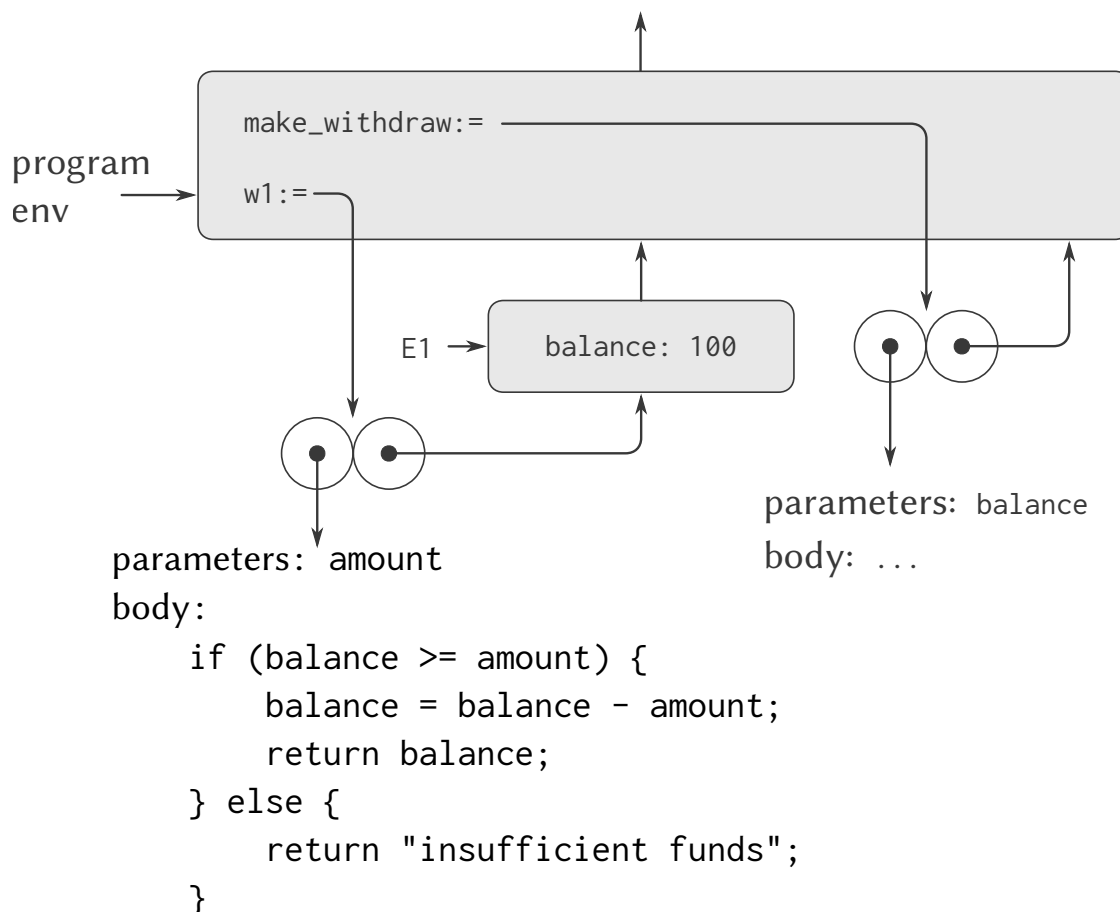 make_withdraw:=
program
env
w1:=
E1
balance: 100
parameters: balance
body: ...
parameters: amount
body:
if (balance >= amount) {
balance = balance - amount;
return balance;
} else {
return "insufficient funds";
}